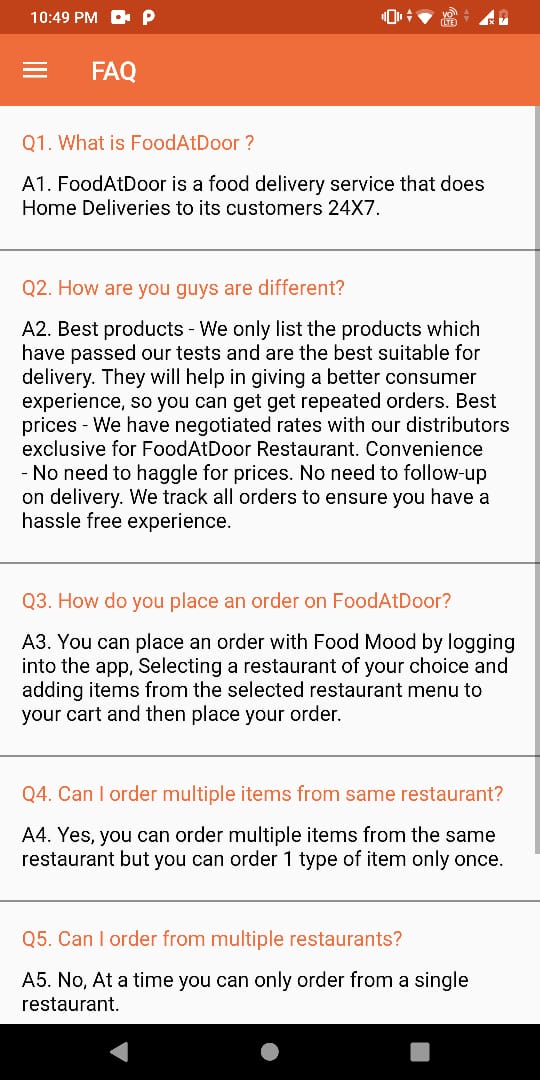 10:49 PM
VO
LTE
FAQ
Q1. What is FoodAtDoor ?
A1. FoodAtDoor is a food delivery service that does
Home Deliveries to its customers 24X7.
Q2. How are you guys are different?
A2. Best products - We only list the products which
have passed our tests and are the best suitable for
delivery. They will help in giving a better consumer
experience, so you can get get repeated orders. Best
prices - We have negotiated rates with our distributors
exclusive for FoodAtDoor Restaurant. Convenience
- No need to haggle for prices. No need to follow-up
on delivery. We track all orders to ensure you have a
hassle free experience.
Q3. How do you place an order on FoodAtDoor?
A3. You can place an order with Food Mood by logging
into the app, Selecting a restaurant of your choice and
adding items from the selected restaurant menu to
your cart and then place your order.
Q4. Can I order multiple items from same restaurant?
A4. Yes, you can order multiple items from the same
restaurant but you can order 1 type of item only once.
Q5. Can I order from multiple restaurants?
A5. No, At a time you can only order from a single
restaurant.